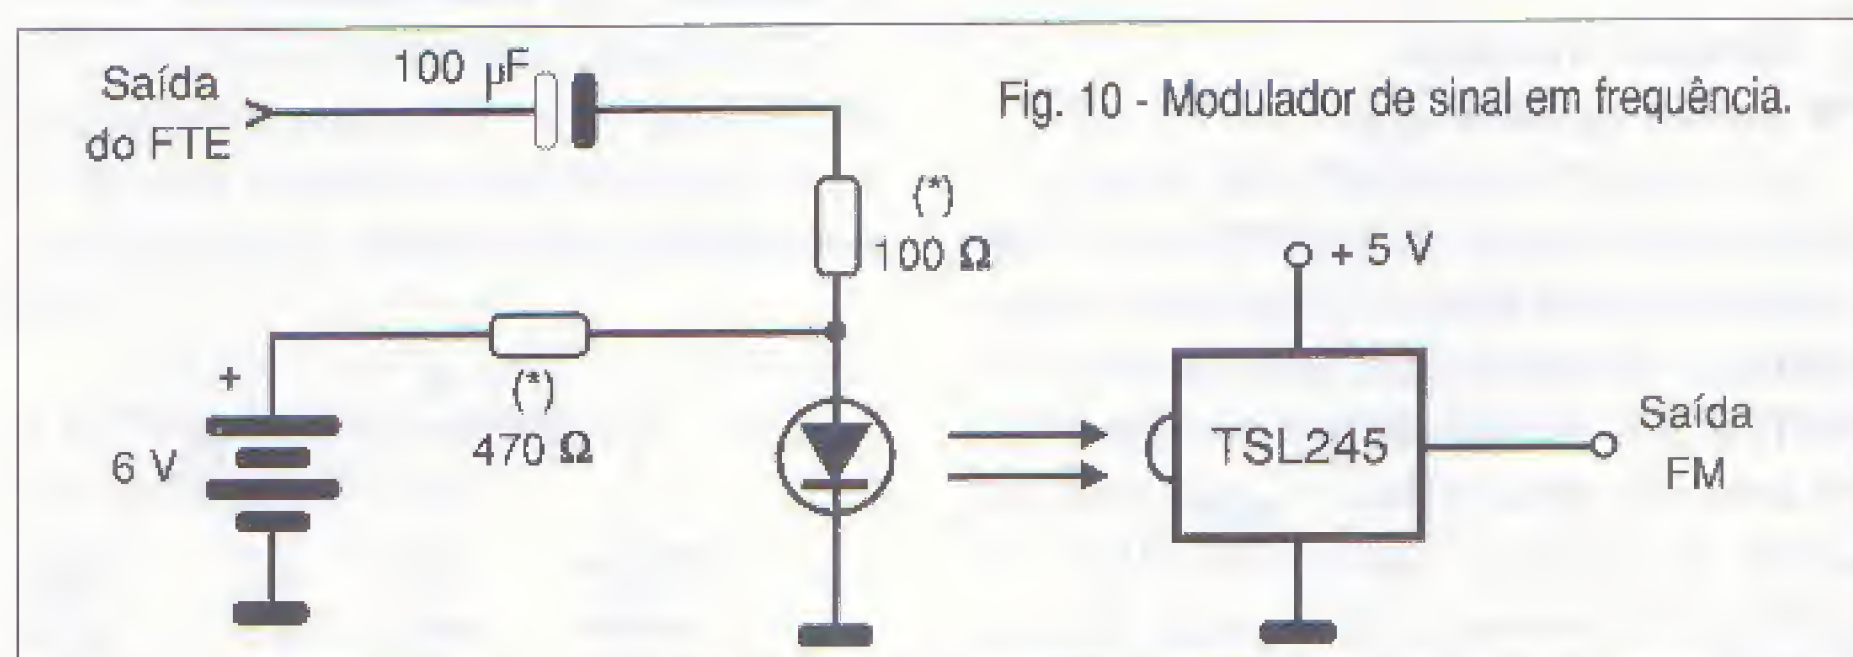 Saída
do FTE
100 µF
Fig. 10 - Modulador de sinal em frequência.
(*)
100 Ω
+ 5 V
+
(*)
470 Ω
6 V
TSL245
Saída
FM